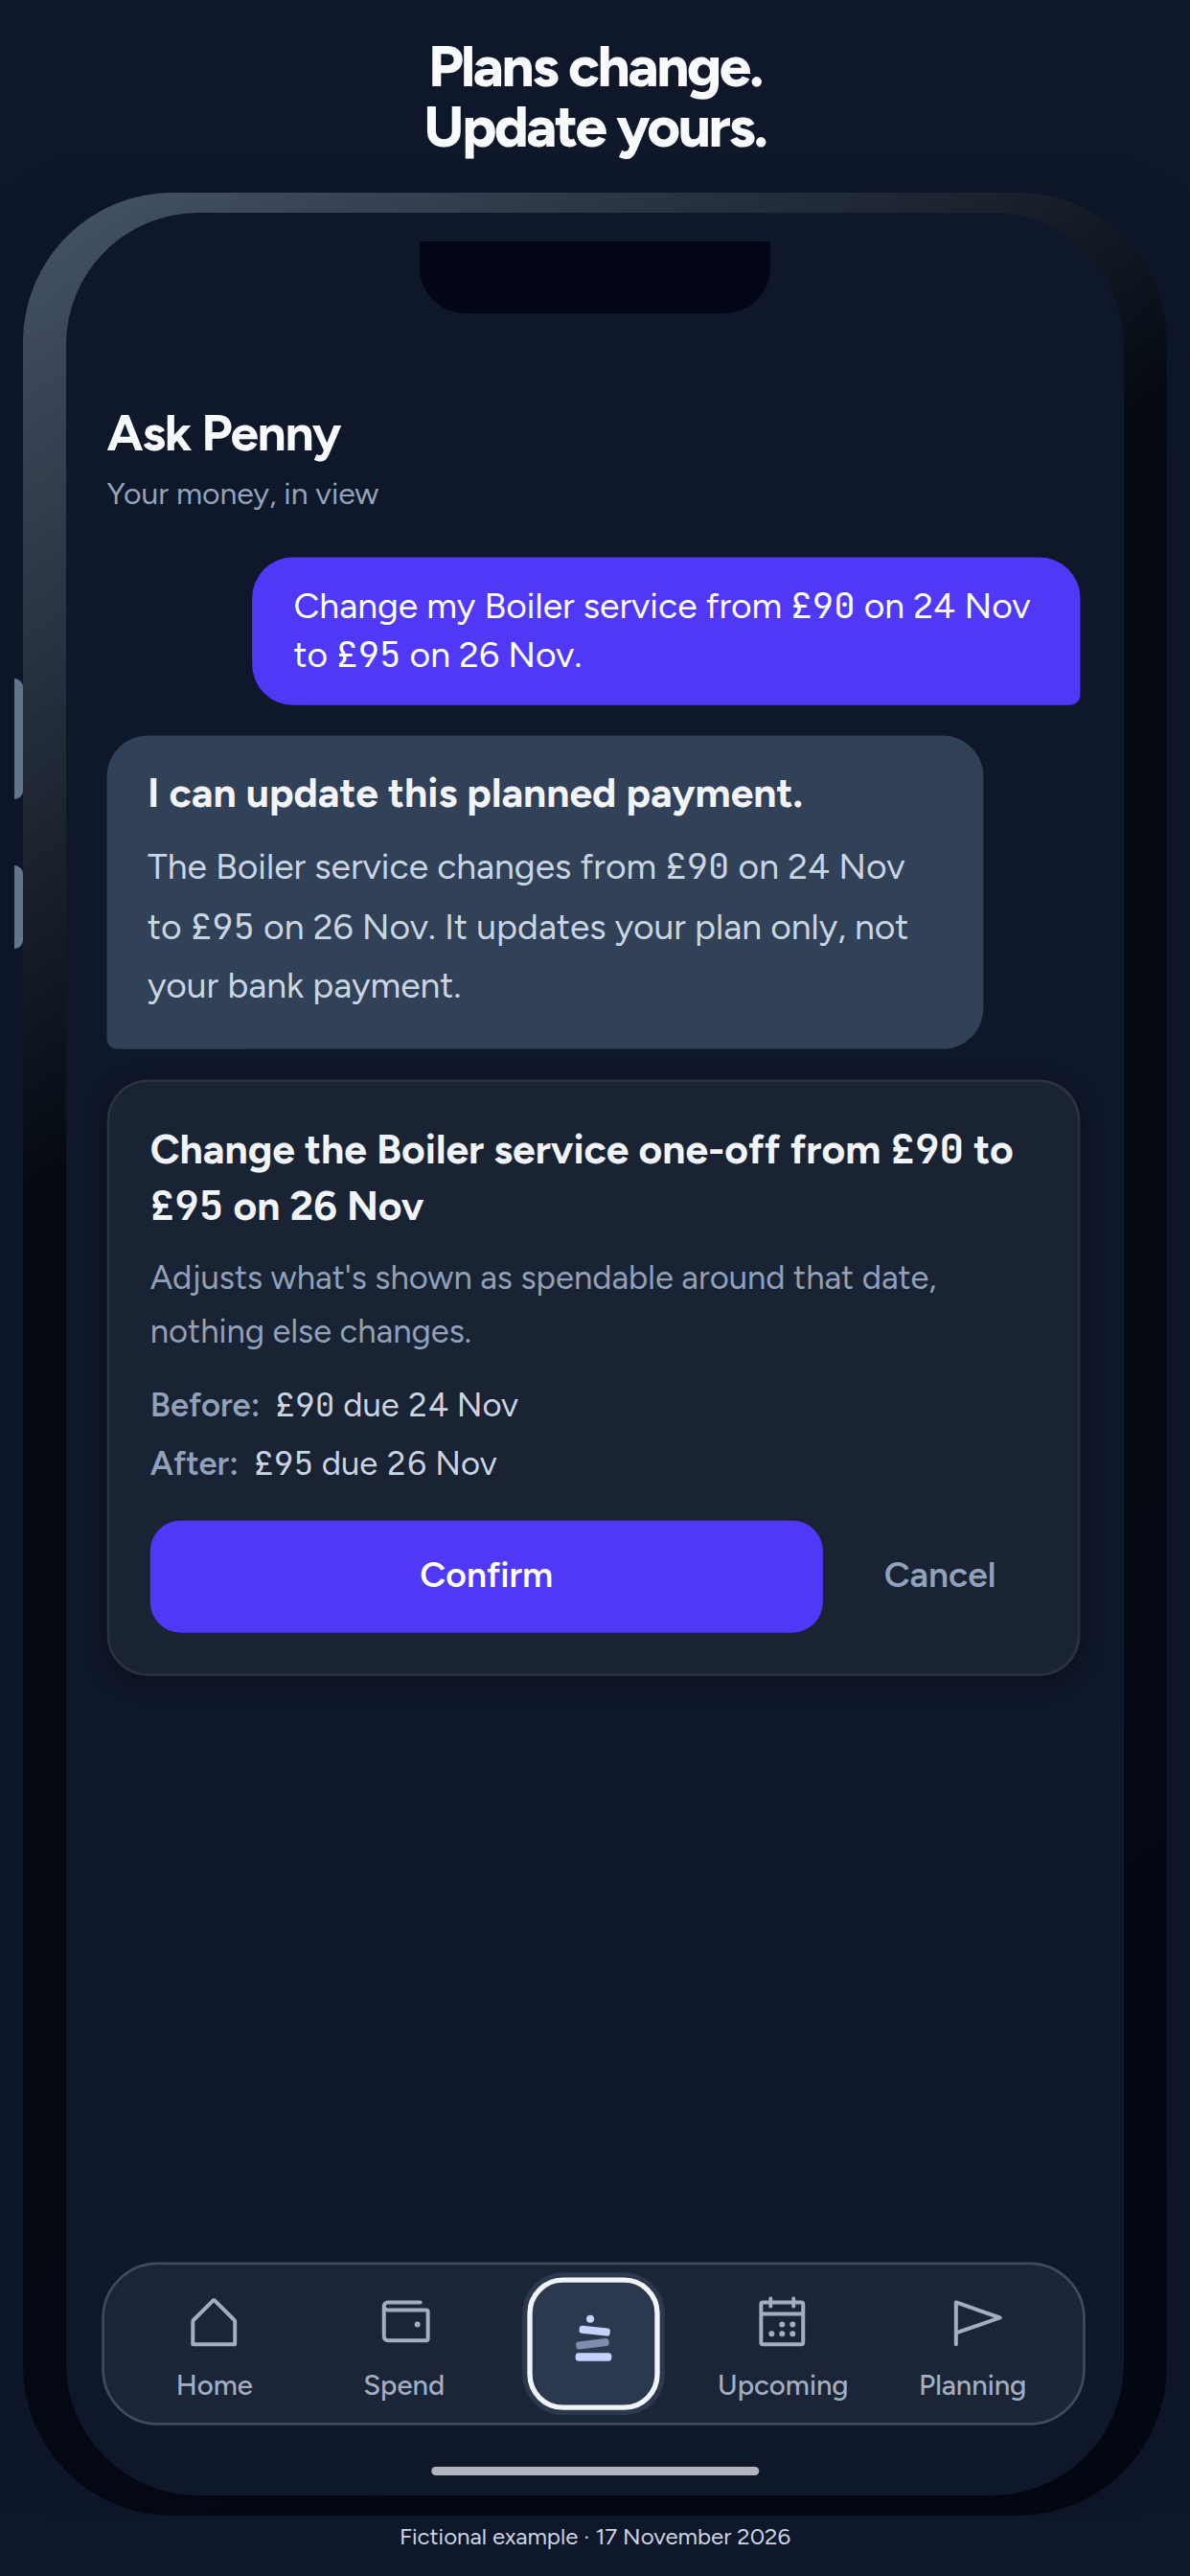 Plans change.
Update yours.
Ask Penny
Your money, in view
Change my Boiler service from £90 on 24 Nov
to £95 on 26 Nov.
I can update this planned payment.
The Boiler service changes from £90 on 24 Nov
to £95 on 26 Nov. It updates your plan only, not
your bank payment.
Change the Boiler service one-off from £90 to
£95 on 26 Nov
Adjusts what's shown as spendable around that date,
nothing else changes.
Before: £90 due 24 Nov
After: £95 due 26 Nov
Confirm
Cancel
Home
Spend
Upcoming
Planning
Fictional example · 17 November 2026